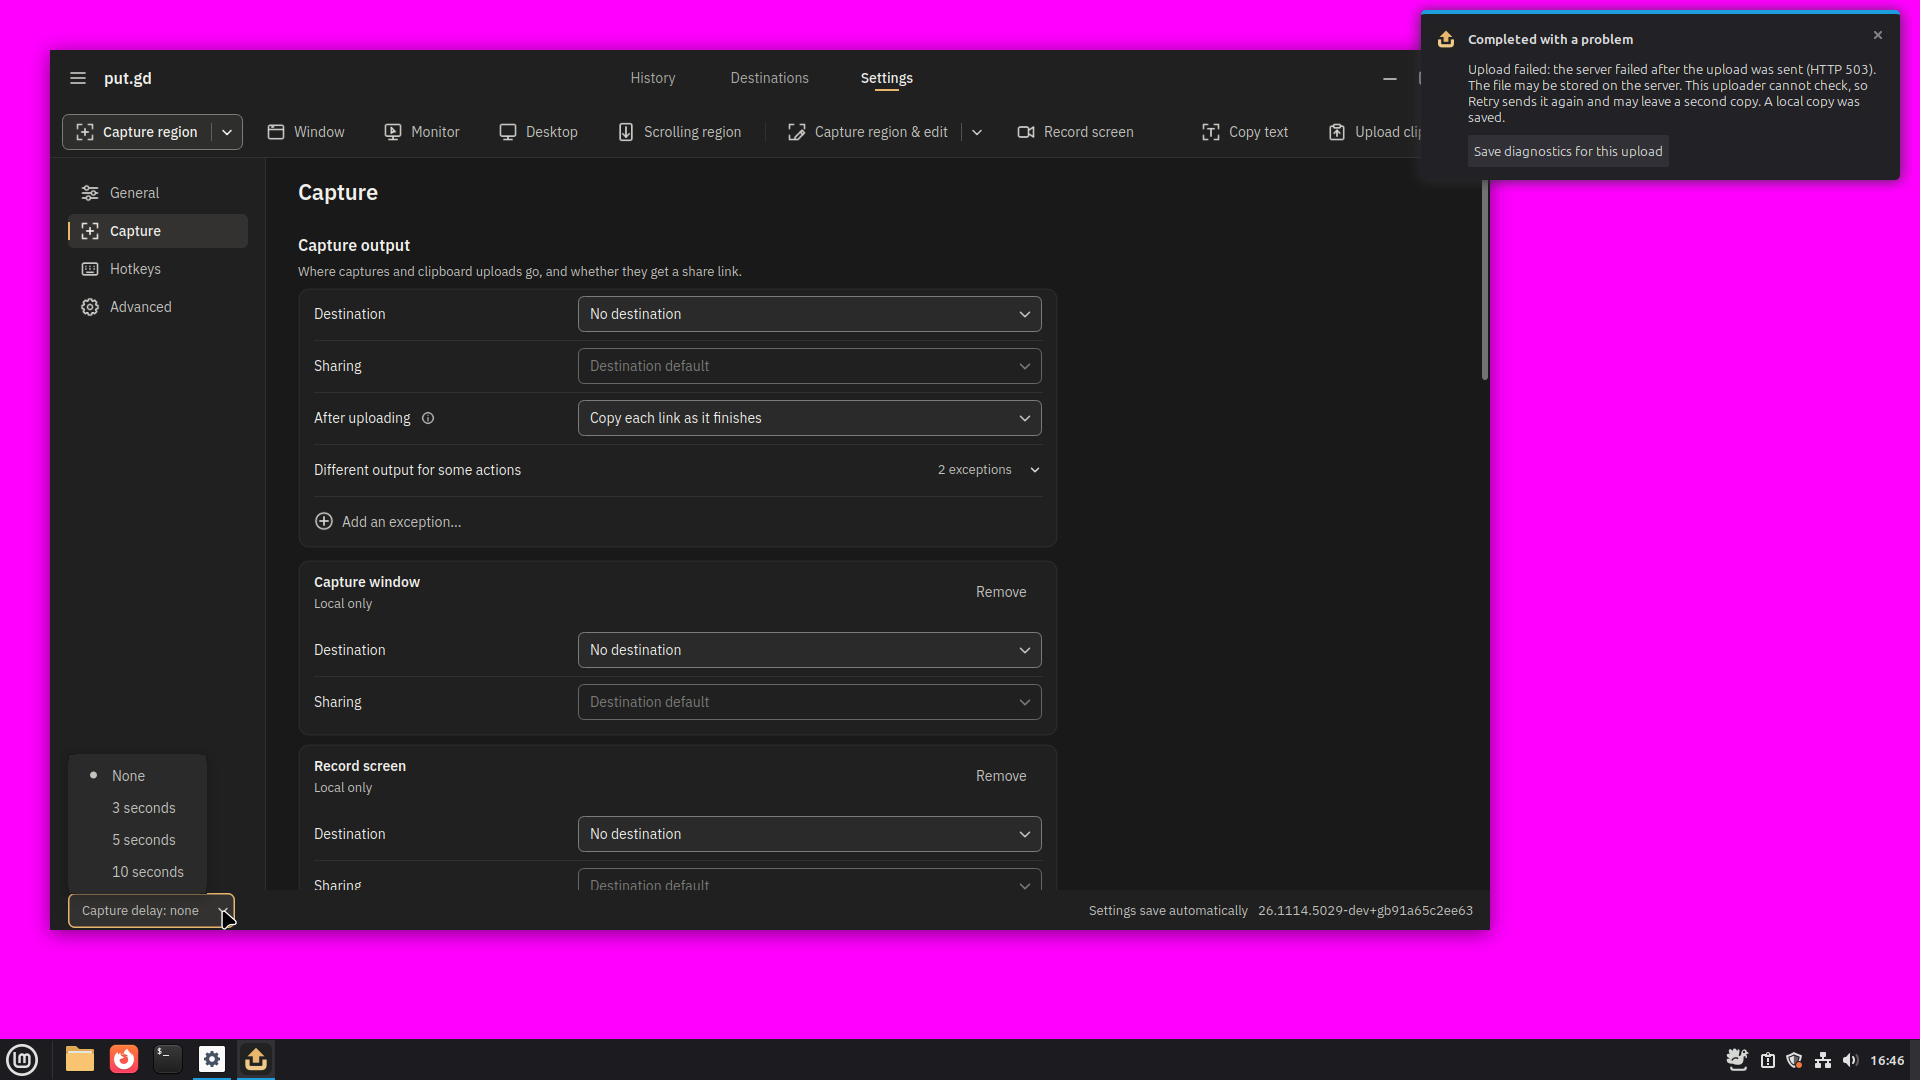 put.gd
History
Destinations
Settings
Capture region
Window
Monitor
Desktop
Scrolling region
Capture region & edit
Record screen
Copy text
Upload cli
Completed with a problem
Upload failed: the server failed after the upload was sent (HTTP 503).
The file may be stored on the server. This uploader cannot check, so
Retry sends it again and may leave a second copy. A local copy was
saved.
Save diagnostics for this upload
General
Capture
Hotkeys
Advanced
Capture
Capture output
Where captures and clipboard uploads go, and whether they get a share link.
Destination
No destination
Sharing
Destination default
After uploading
Copy each link as it finishes
Different output for some actions
2 exceptions
Add an exception...
Capture window
Local only
Remove
Destination
No destination
Sharing
Destination default
Record screen
Local only
Remove
Destination
No destination
Sharing
Destination default
None
3 seconds
5 seconds
10 seconds
Capture delay: none
Settings save automatically
26.1114.5029-dev+gb91a65c2ee63
16:46